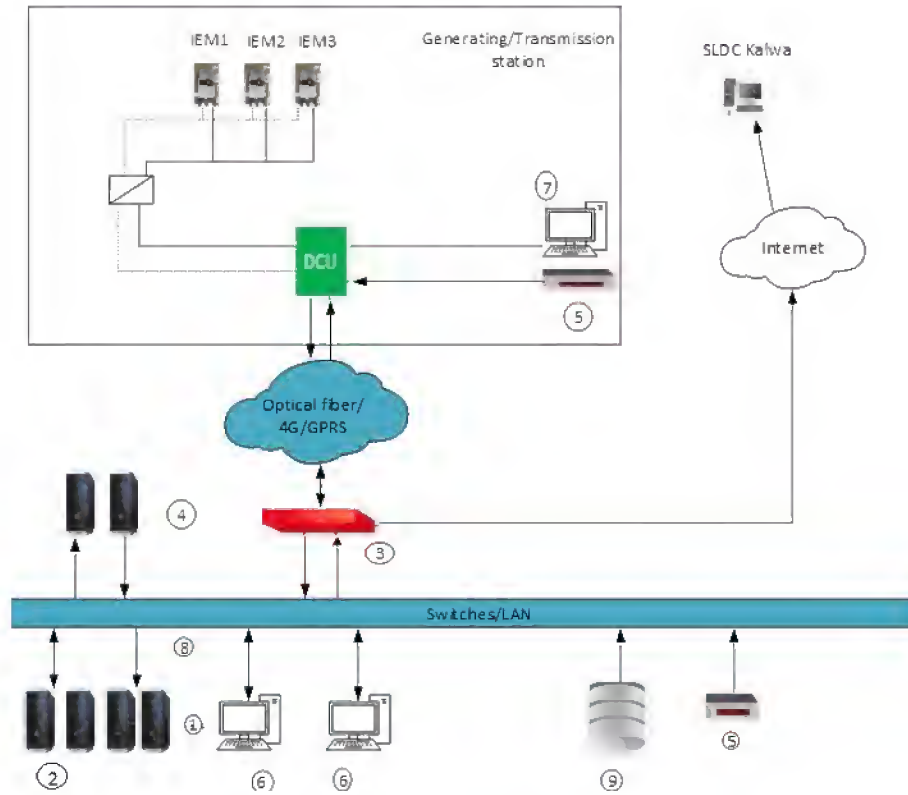 IEM1 IEM2 IEM3
Generating/Transmission
station
SLDC Kalwa
7
DCU
Internet
5
Optical fiber/
4G/GPRS
4
3
Switches/LAN
8
1
2
6
6
9
5